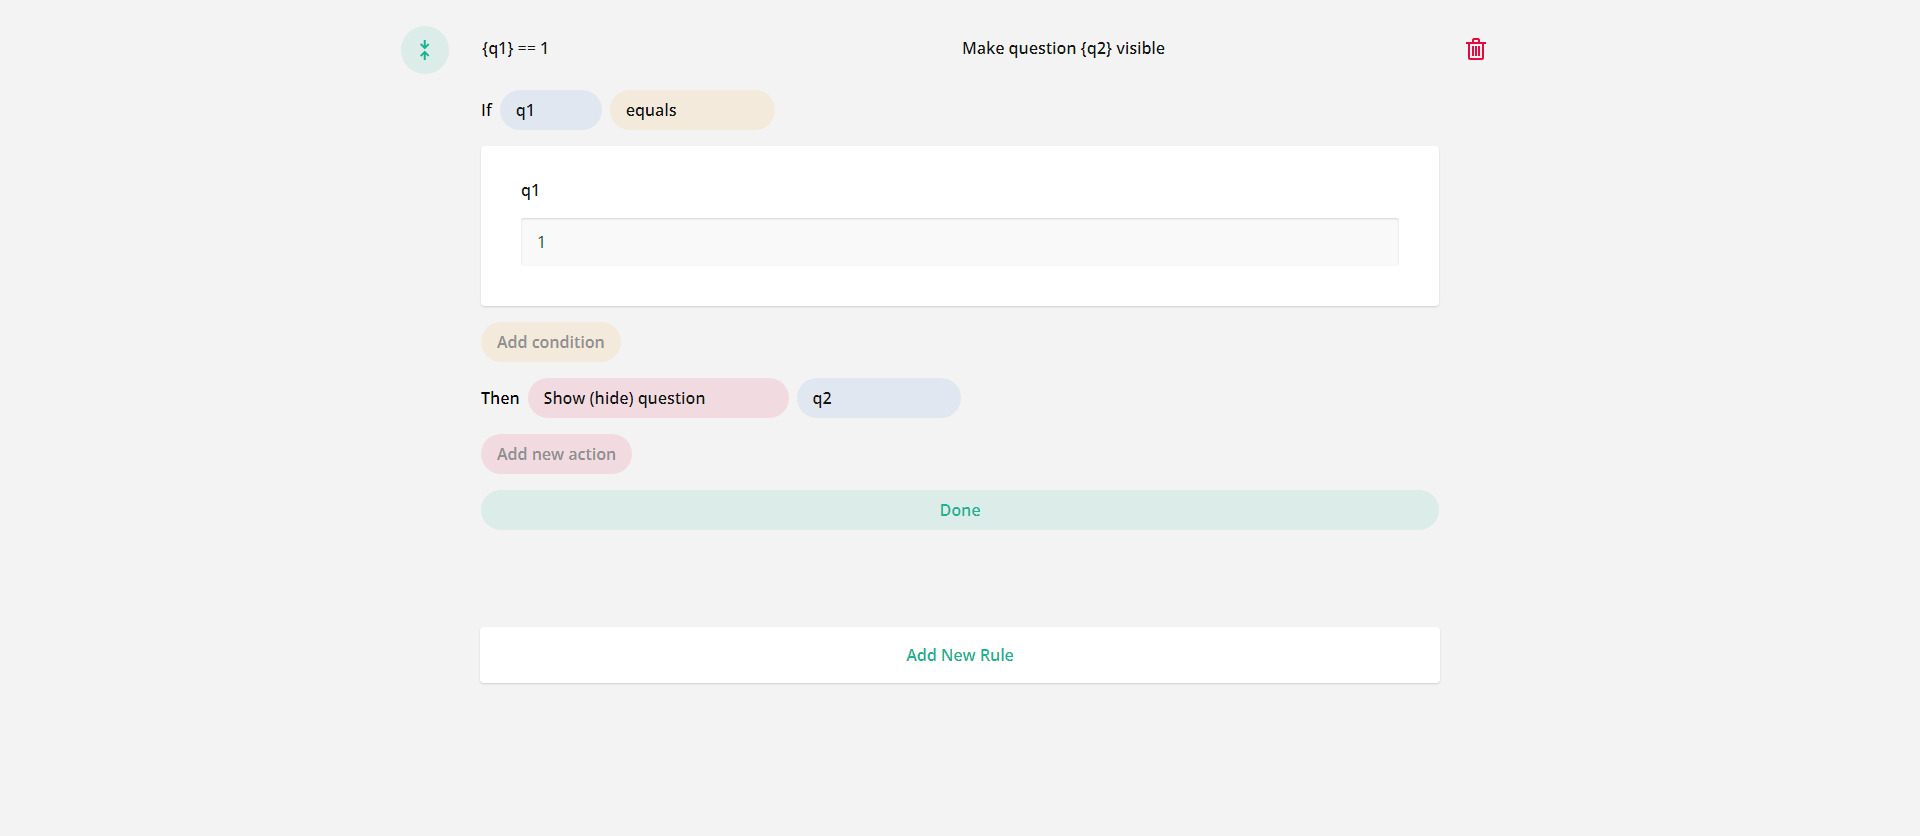 {q1} == 1 Make question {q2} visible
If q1 equals
q1
1
Add condition
Then Show (hide) question q2
Add new action
Done
Add New Rule